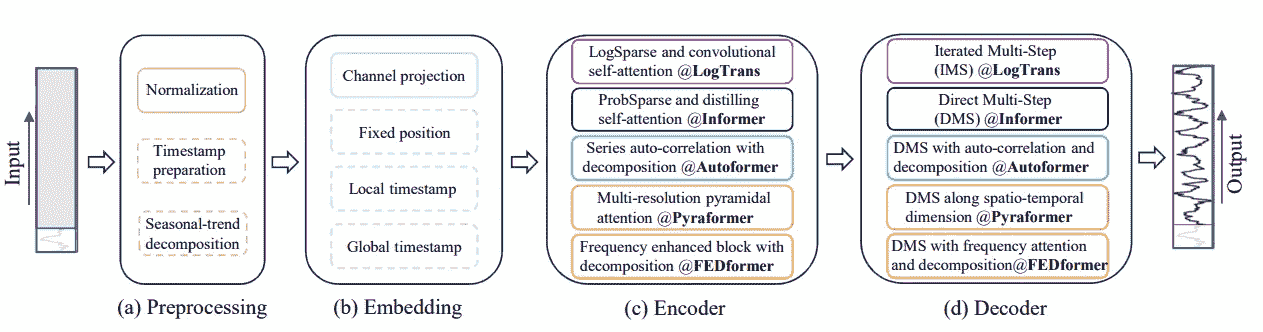 Input
Normalization
Timestamp
preparation
Seasonal-trend
decomposition
(a) Preprocessing
Channel projection
Fixed position
Local timestamp
Global timestamp
(b) Embedding
LogSparse and convolutional
self-attention @LogTrans
ProbSparse and distilling
self-attention @Informer
Series auto-correlation with
decomposition @Autoformer
Multi-resolution pyramidal
attention @Pyraformer
Frequency enhanced block with
decomposition @FEDformer
(c) Encoder
Iterated Multi-Step
(IMS) @LogTrans
Direct Multi-Step
(DMS) @Informer
DMS with auto-correlation and
decomposition @Autoformer
DMS along spatio-temporal
dimension @Pyraformer
DMS with frequency attention
and decomposition@FEDformer
(d) Decoder
Output